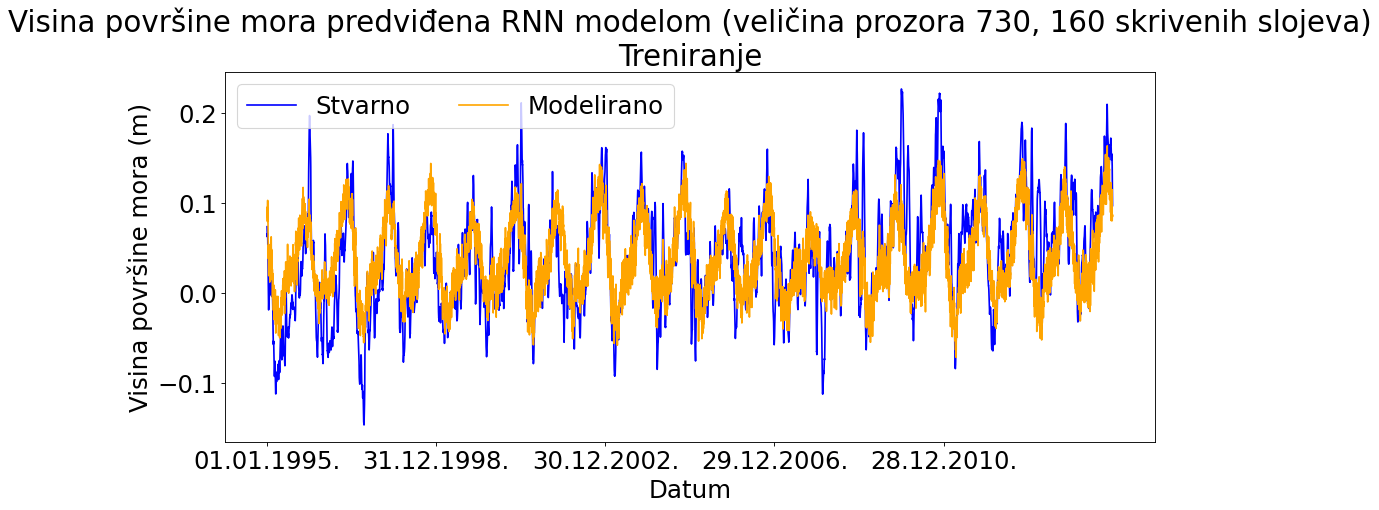 Visina površine mora predviđena RNN modelom (veličina prozora 730, 160 skrivenih slojeva)
Treniranje
Stvarno
Modelirano
Visina površine mora (m)
0.2
0.1
0.0
−0.1
01.01.1995.
31.12.1998.
30.12.2002.
29.12.2006.
28.12.2010.
Datum